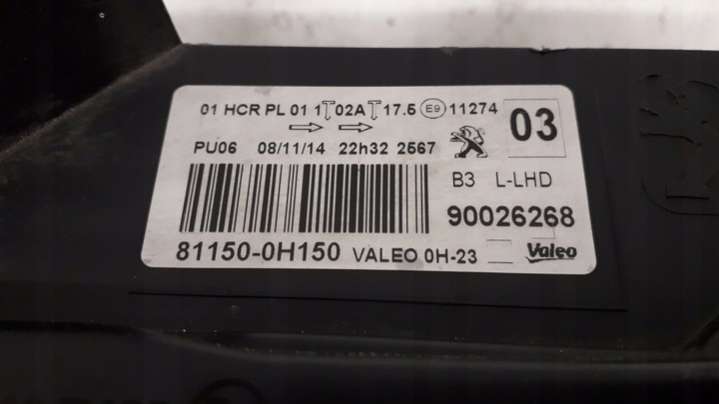 01 HCR PL 01 1 02A 17.5 E9 11274
03
PU06 08/11/14 22h32 2567
B3 L-LHD
90026268
81150-0H150 VALEO 0H-23
Valeo